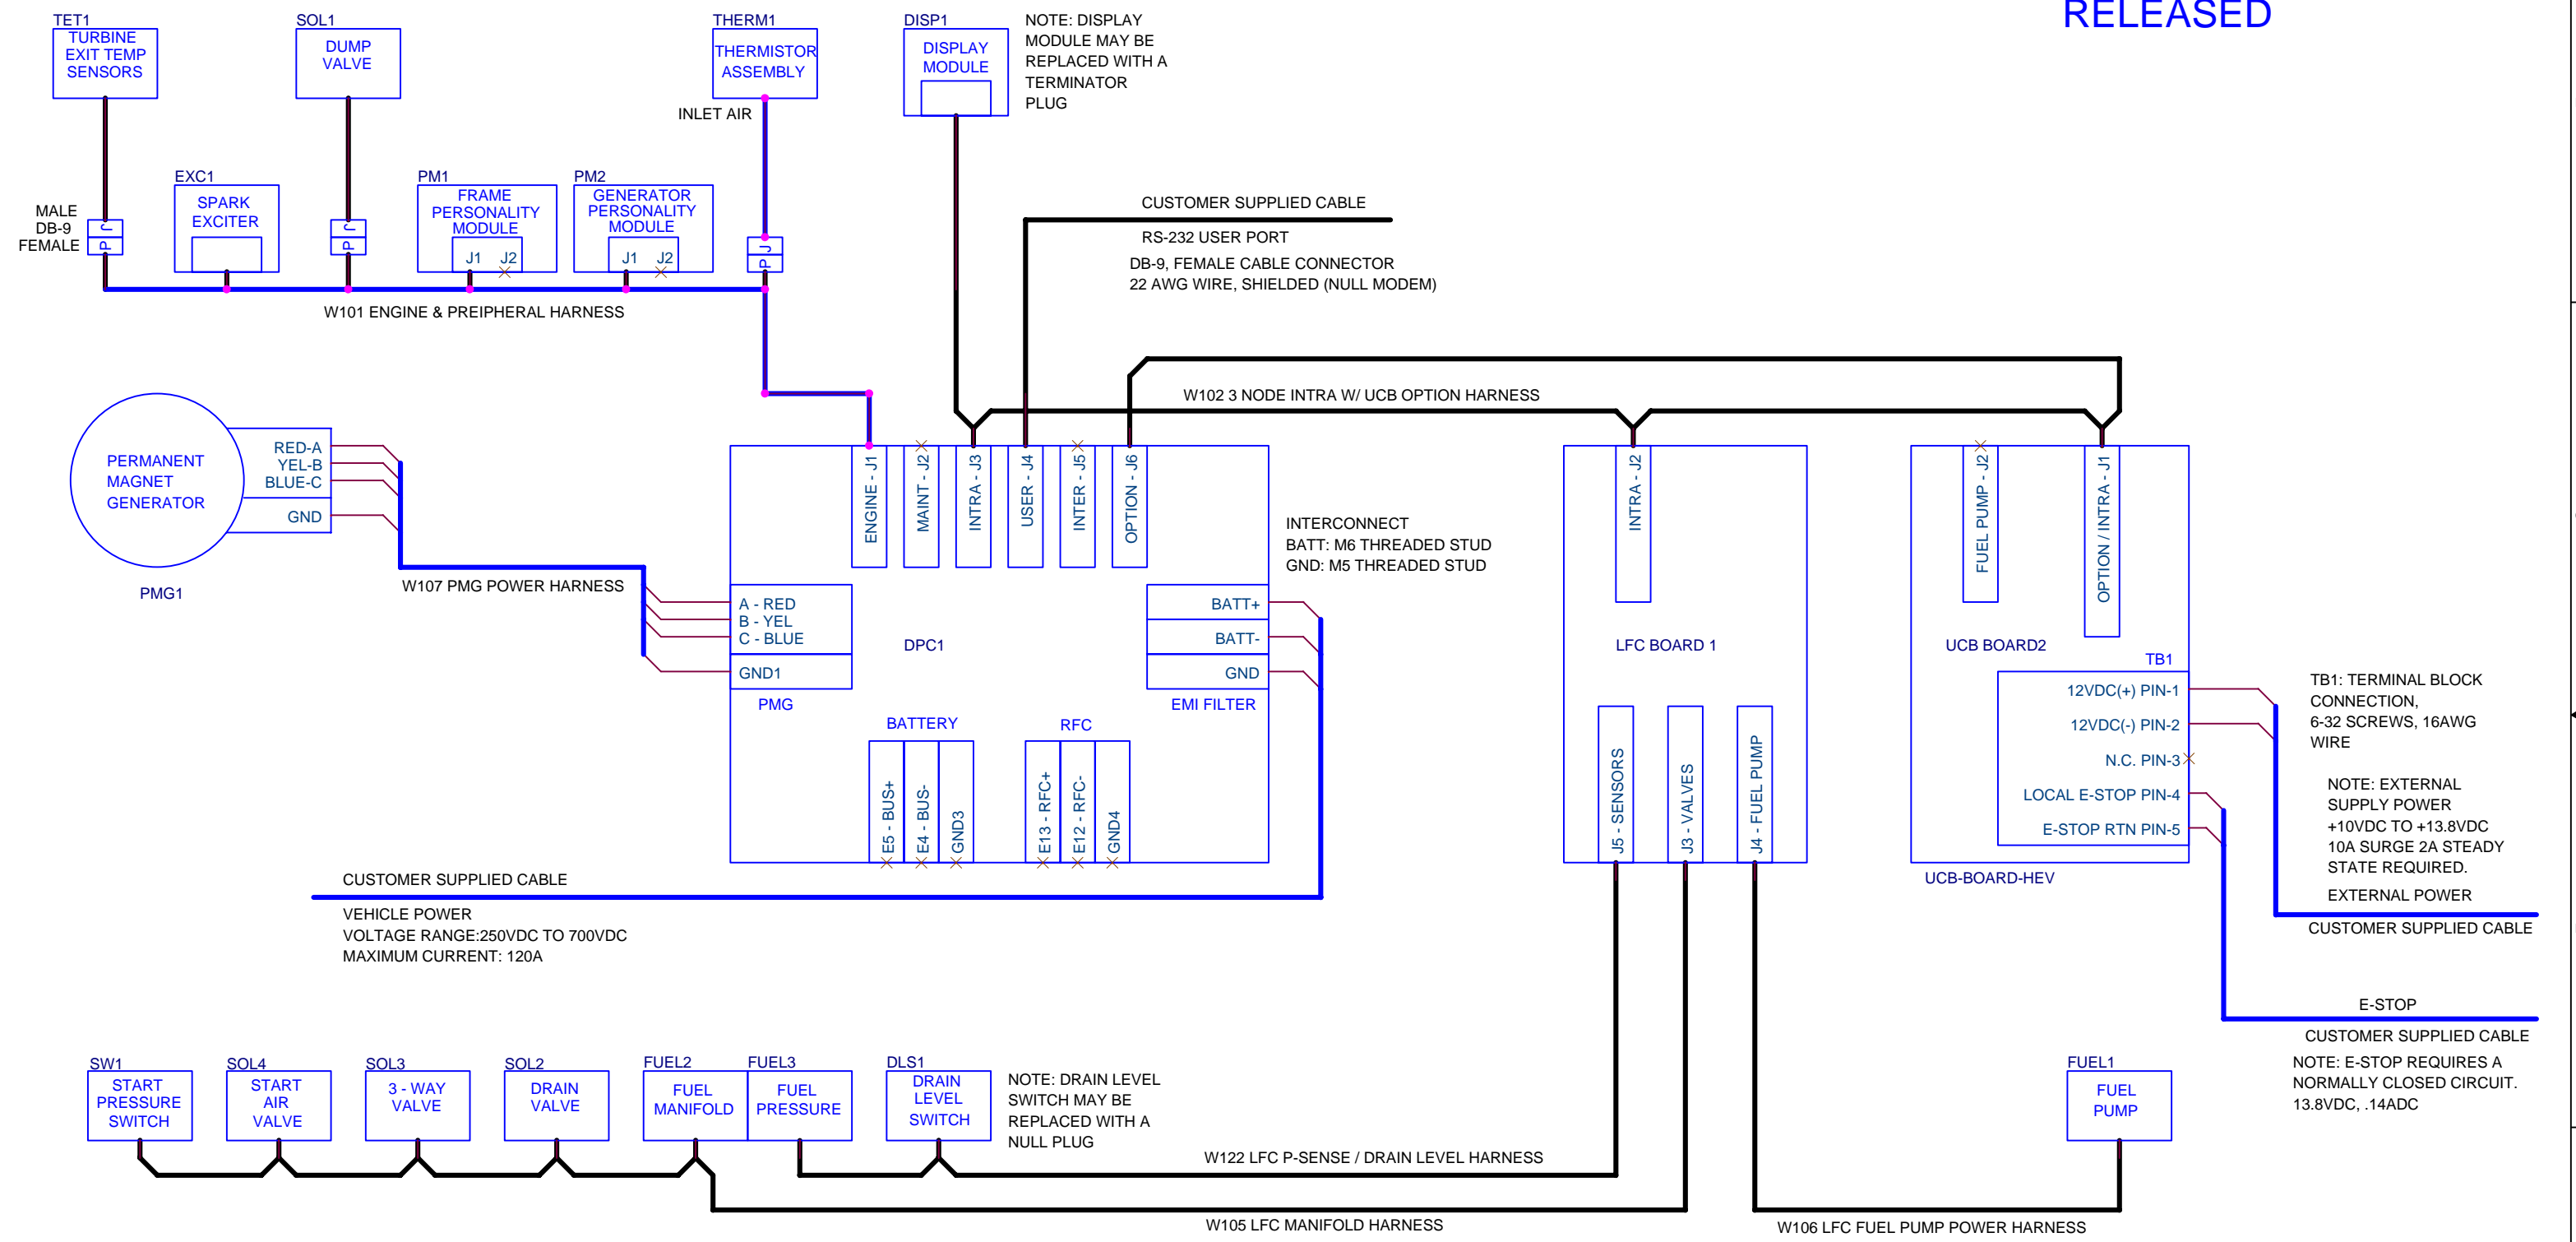 RELEASED
TET1
TURBINE
EXIT TEMP
SENSORS
SOL1
DUMP
VALVE
THERM1
THERMISTOR
ASSEMBLY
INLET AIR
DISP1
DISPLAY
MODULE
NOTE: DISPLAY
MODULE MAY BE
REPLACED WITH A
TERMINATOR
PLUG
MALE
DB-9
FEMALE
J
P
EXC1
SPARK
EXCITER
J
P
PM1
FRAME
PERSONALITY
MODULE
J1 J2
PM2
GENERATOR
PERSONALITY
MODULE
J1 J2
J
P
W101 ENGINE & PREIPHERAL HARNESS
CUSTOMER SUPPLIED CABLE
RS-232 USER PORT
DB-9, FEMALE CABLE CONNECTOR
22 AWG WIRE, SHIELDED (NULL MODEM)
W102 3 NODE INTRA W/ UCB OPTION HARNESS
PERMANENT
MAGNET
GENERATOR
RED-A
YEL-B
BLUE-C
GND
PMG1
W107 PMG POWER HARNESS
ENGINE - J1
MAINT - J2
INTRA - J3
USER - J4
INTER - J5
OPTION - J6
A - RED
B - YEL
C - BLUE
GND1
PMG
DPC1
INTERCONNECT
BATT: M6 THREADED STUD
GND: M5 THREADED STUD
BATT+
BATT-
GND
EMI FILTER
BATTERY
E5 - BUS+
E4 - BUS-
GND3
RFC
E13 - RFC+
E12 - RFC-
GND4
CUSTOMER SUPPLIED CABLE
VEHICLE POWER
VOLTAGE RANGE:250VDC TO 700VDC
MAXIMUM CURRENT: 120A
INTRA - J2
LFC BOARD 1
J5 - SENSORS
J3 - VALVES
J4 - FUEL PUMP
FUEL PUMP - J2
OPTION / INTRA - J1
UCB BOARD2
TB1
12VDC(+) PIN-1
12VDC(-) PIN-2
N.C. PIN-3
LOCAL E-STOP PIN-4
E-STOP RTN PIN-5
UCB-BOARD-HEV
TB1: TERMINAL BLOCK
CONNECTION,
6-32 SCREWS, 16AWG
WIRE
NOTE: EXTERNAL
SUPPLY POWER
+10VDC TO +13.8VDC
10A SURGE 2A STEADY
STATE REQUIRED.
EXTERNAL POWER
CUSTOMER SUPPLIED CABLE
E-STOP
CUSTOMER SUPPLIED CABLE
NOTE: E-STOP REQUIRES A
NORMALLY CLOSED CIRCUIT.
13.8VDC, .14ADC
SW1
START
PRESSURE
SWITCH
SOL4
START
AIR
VALVE
SOL3
3 - WAY
VALVE
SOL2
DRAIN
VALVE
FUEL2
FUEL
MANIFOLD
FUEL3
FUEL
PRESSURE
DLS1
DRAIN
LEVEL
SWITCH
NOTE: DRAIN LEVEL
SWITCH MAY BE
REPLACED WITH A
NULL PLUG
FUEL1
FUEL
PUMP
W122 LFC P-SENSE / DRAIN LEVEL HARNESS
W105 LFC MANIFOLD HARNESS
W106 LFC FUEL PUMP POWER HARNESS